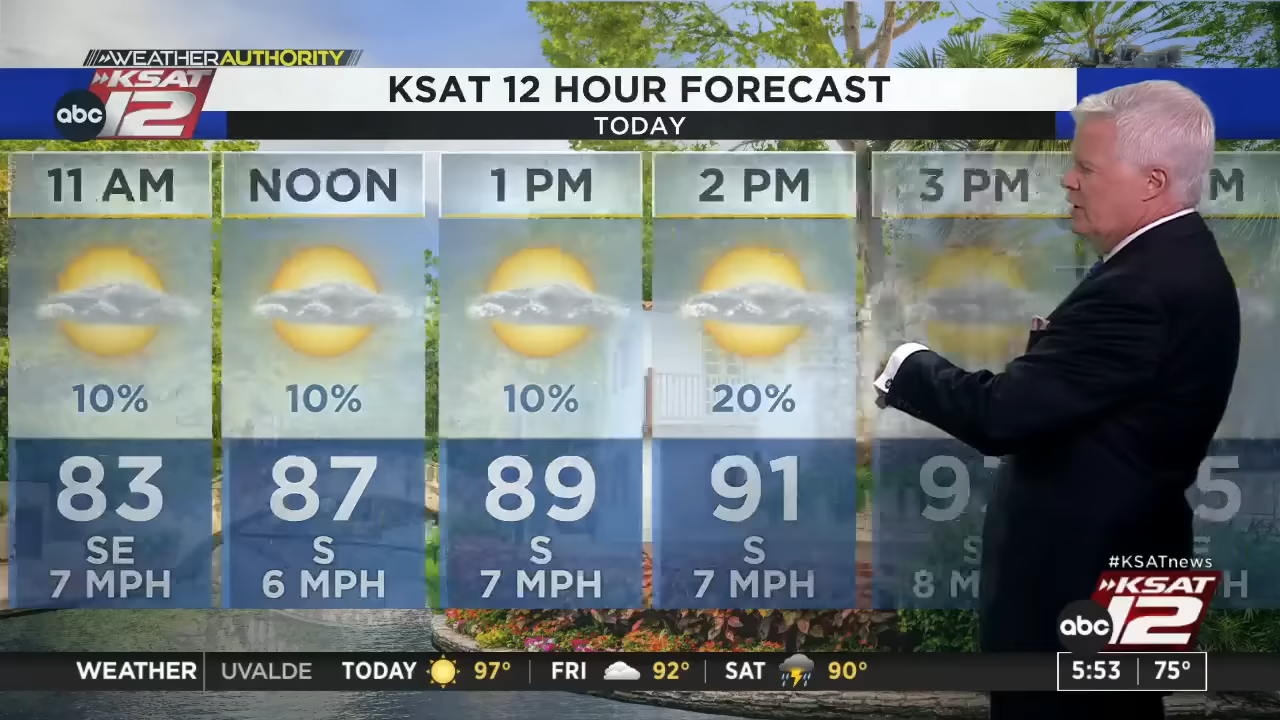 WEATHERAUTHORITY
KSAT
abc 12
KSAT 12 HOUR FORECAST
TODAY
11 AM NOON 1 PM 2 PM 3 PM
10% 10% 10% 20%
83 87 89 91
SE S S S
7 MPH 6 MPH 7 MPH 7 MPH 8 M
#KSATnews
KSAT
abc 12
WEATHER UVALDE TODAY 97° FRI 92° SAT 90° 5:53 75°